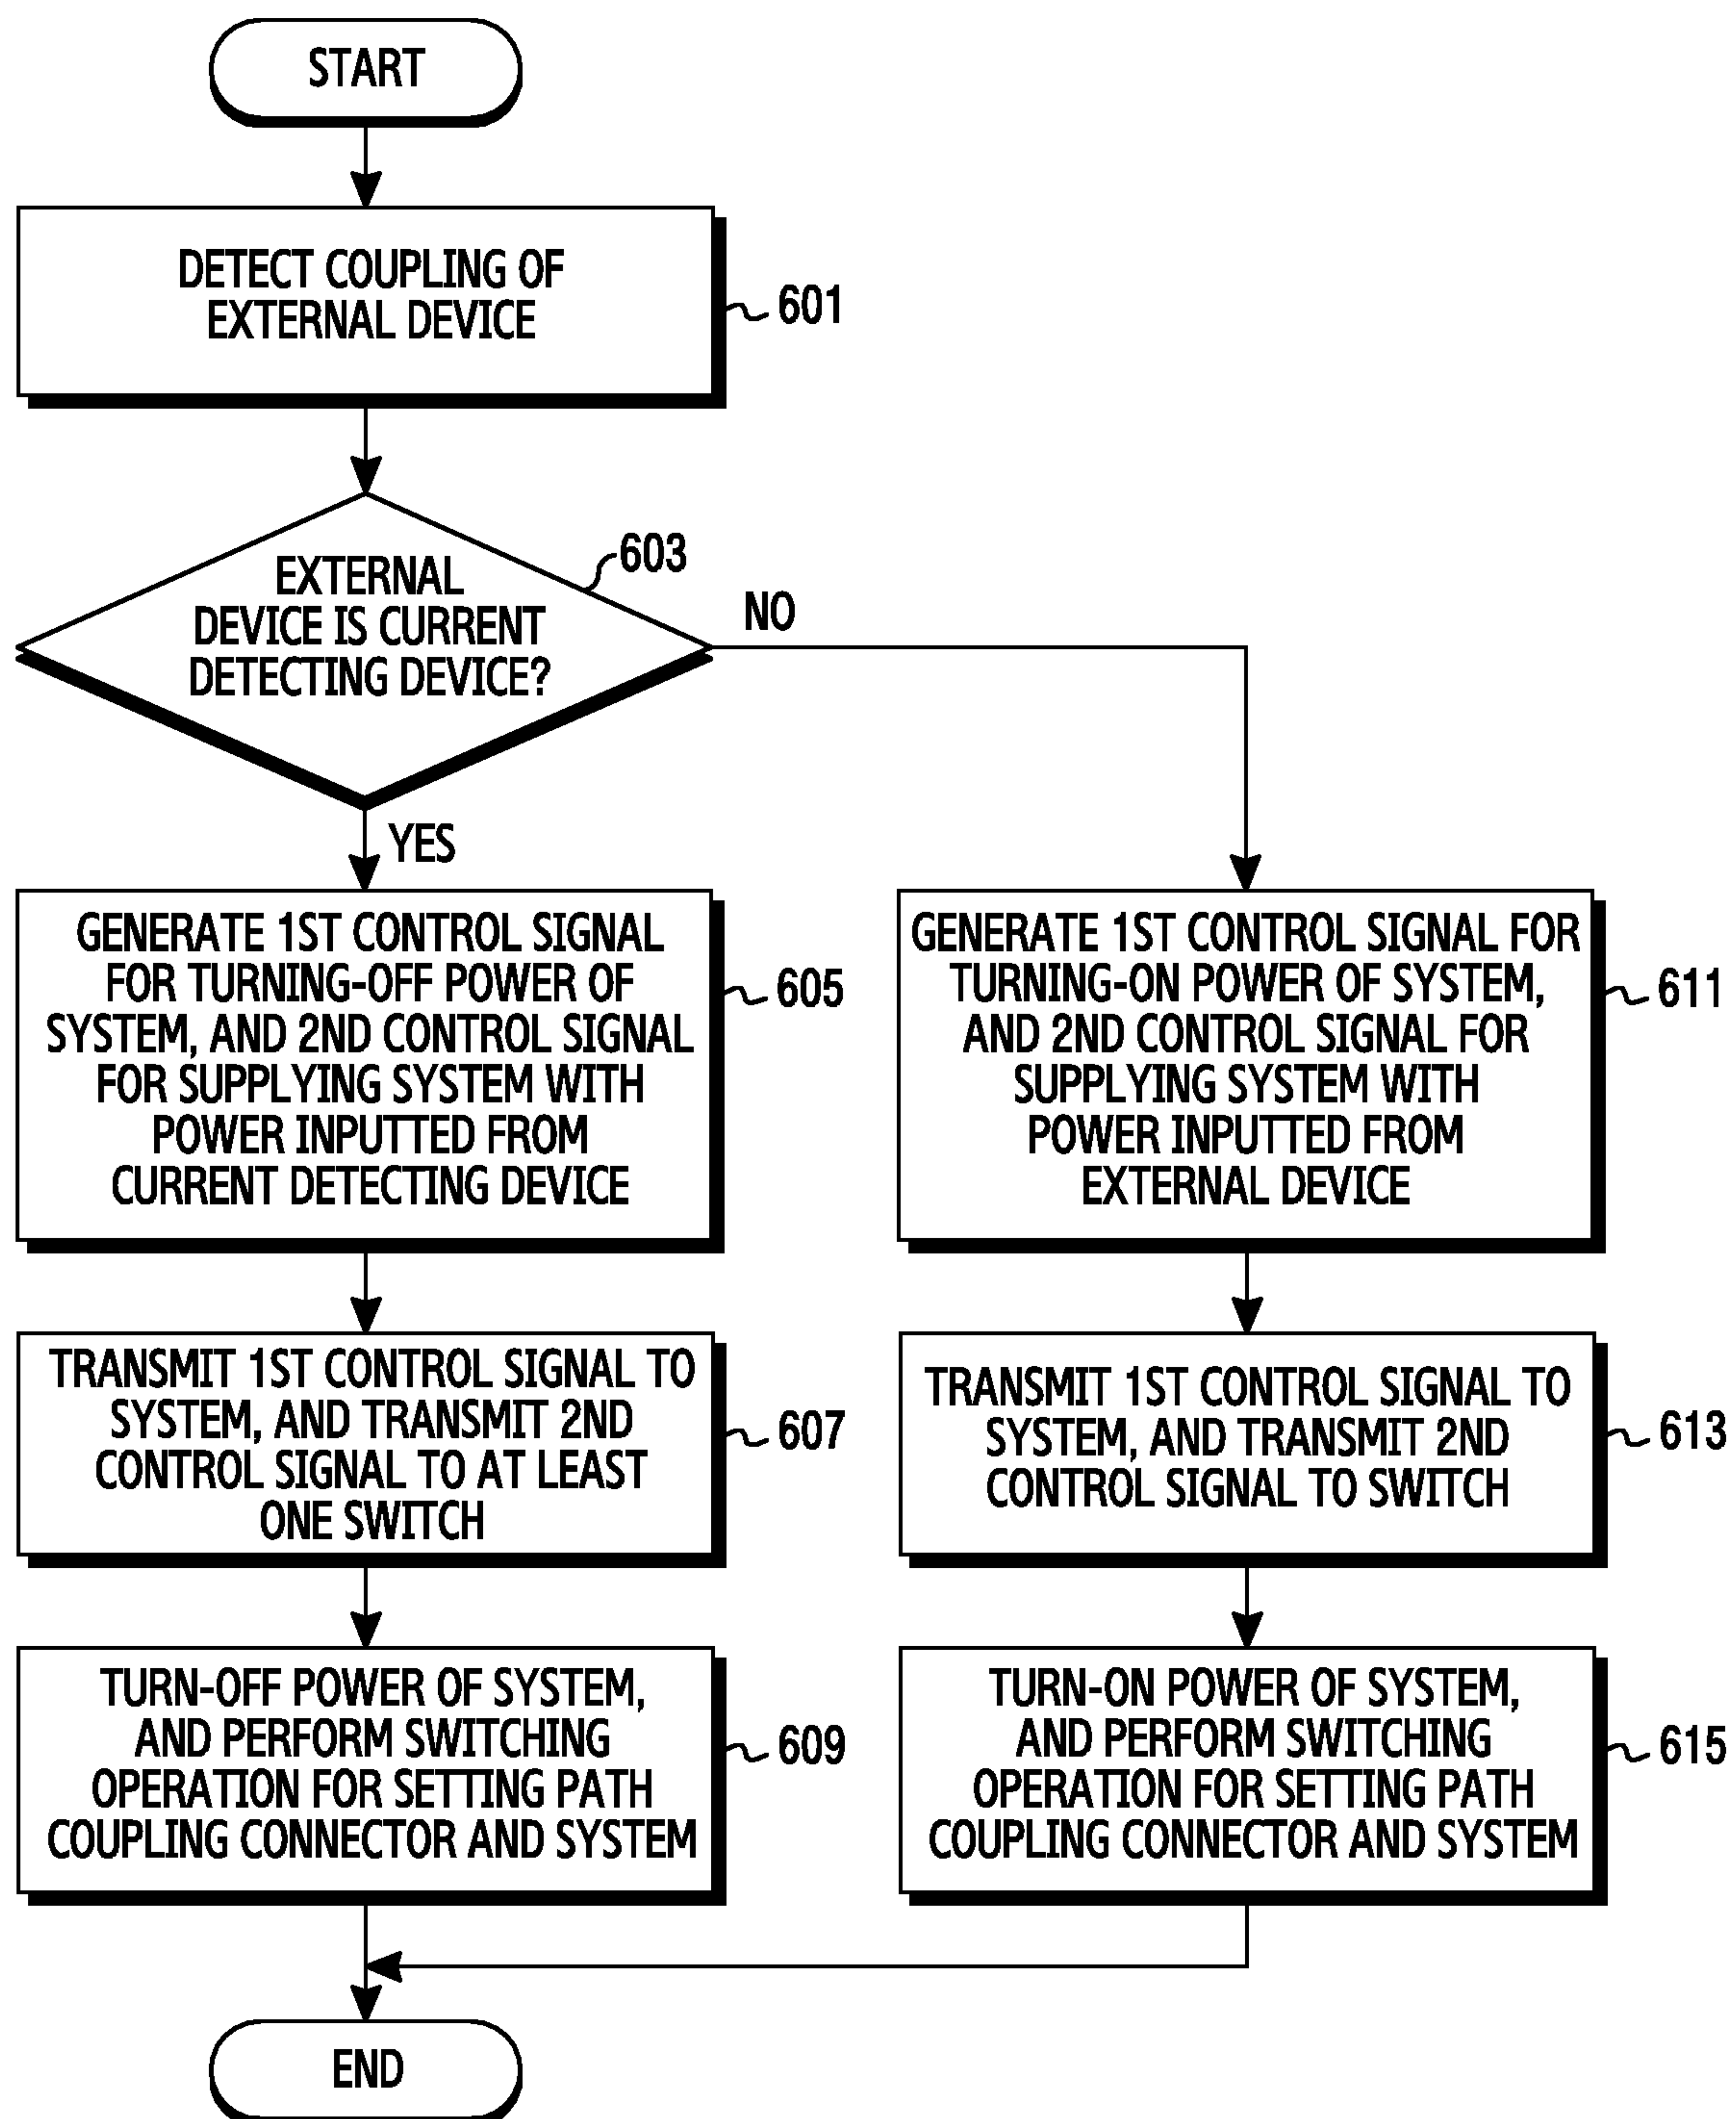 START
DETECT COUPLING OF
EXTERNAL DEVICE
601
EXTERNAL
DEVICE IS CURRENT
DETECTING DEVICE?
603
NO
YES
GENERATE 1ST CONTROL SIGNAL
FOR TURNING-OFF POWER OF
SYSTEM, AND 2ND CONTROL SIGNAL
FOR SUPPLYING SYSTEM WITH
POWER INPUTTED FROM
CURRENT DETECTING DEVICE
605
GENERATE 1ST CONTROL SIGNAL FOR
TURNING-ON POWER OF SYSTEM,
AND 2ND CONTROL SIGNAL FOR
SUPPLYING SYSTEM WITH
POWER INPUTTED FROM
EXTERNAL DEVICE
611
TRANSMIT 1ST CONTROL SIGNAL TO
SYSTEM, AND TRANSMIT 2ND
CONTROL SIGNAL TO AT LEAST
ONE SWITCH
607
TRANSMIT 1ST CONTROL SIGNAL TO
SYSTEM, AND TRANSMIT 2ND
CONTROL SIGNAL TO SWITCH
613
TURN-OFF POWER OF SYSTEM,
AND PERFORM SWITCHING
OPERATION FOR SETTING PATH
COUPLING CONNECTOR AND SYSTEM
609
TURN-ON POWER OF SYSTEM,
AND PERFORM SWITCHING
OPERATION FOR SETTING PATH
COUPLING CONNECTOR AND SYSTEM
615
END